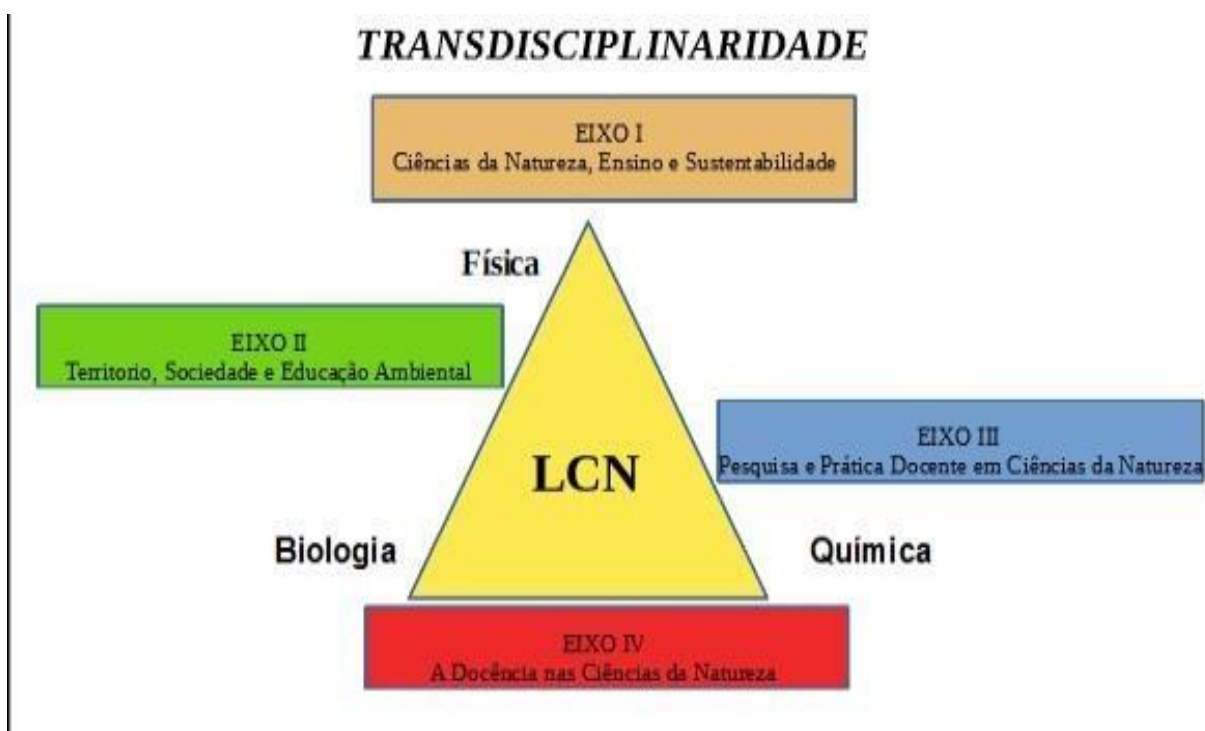 TRANSDISCIPLINARIDADE
EIXO I
Ciências da Natureza, Ensino e Sustentabilidade
Física
EIXO II
Territorio, Sociedade e Educação Ambiental
EIXO III
Pesquisa e Prática Docente em Ciências da Natureza
LCN
Biologia
Química
EIXO IV
A Docência nas Ciências da Natureza